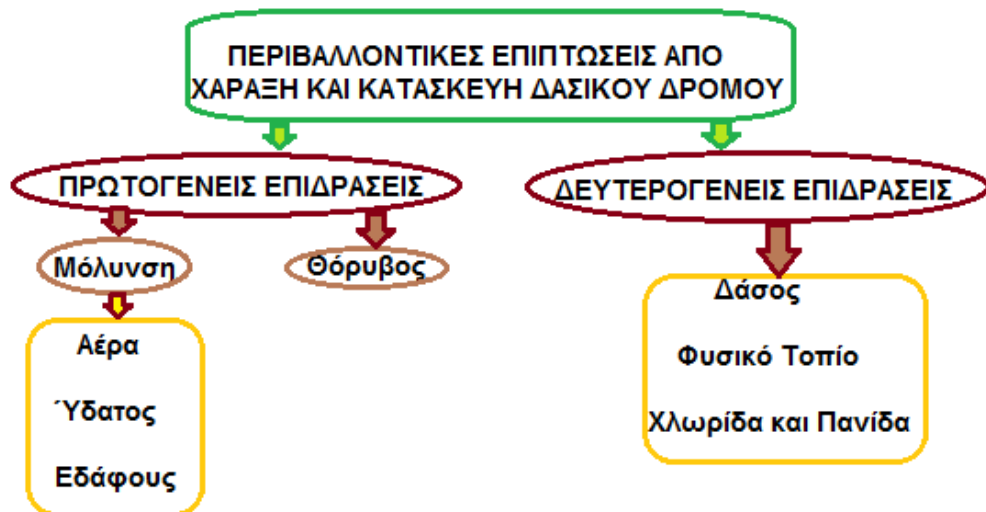 ΠΕΡΙΒΑΛΛΟΝΤΙΚΕΣ ΕΠΙΠΤΩΣΕΙΣ ΑΠΟ
ΧΑΡΑΞΗ ΚΑΙ ΚΑΤΑΣΚΕΥΗ ΔΑΣΙΚΟΥ ΔΡΟΜΟΥ
ΠΡΩΤΟΓΕΝΕΙΣ ΕΠΙΔΡΑΣΕΙΣ
ΔΕΥΤΕΡΟΓΕΝΕΙΣ ΕΠΙΔΡΑΣΕΙΣ
Μόλυνση
Θόρυβος
Αέρα
Ύδατος
Εδάφους
Δάσος
Φυσικό Τοπίο
Χλωρίδα και Πανίδα